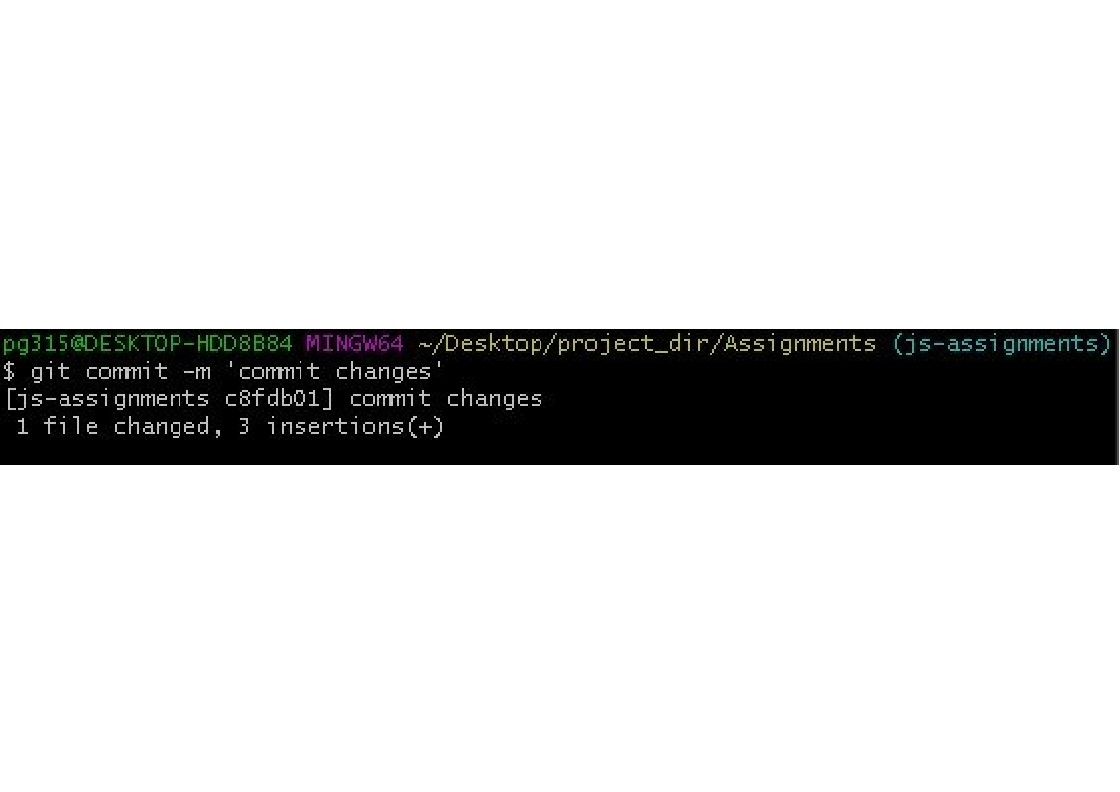 pg315@DESKTOP-HDD8B84 MINGW64 ~/Desktop/project_dir/Assignments (js-assignments)
$ git commit -m 'commit changes'
[js-assignments c8fdb01] commit changes
1 file changed, 3 insertions(+)